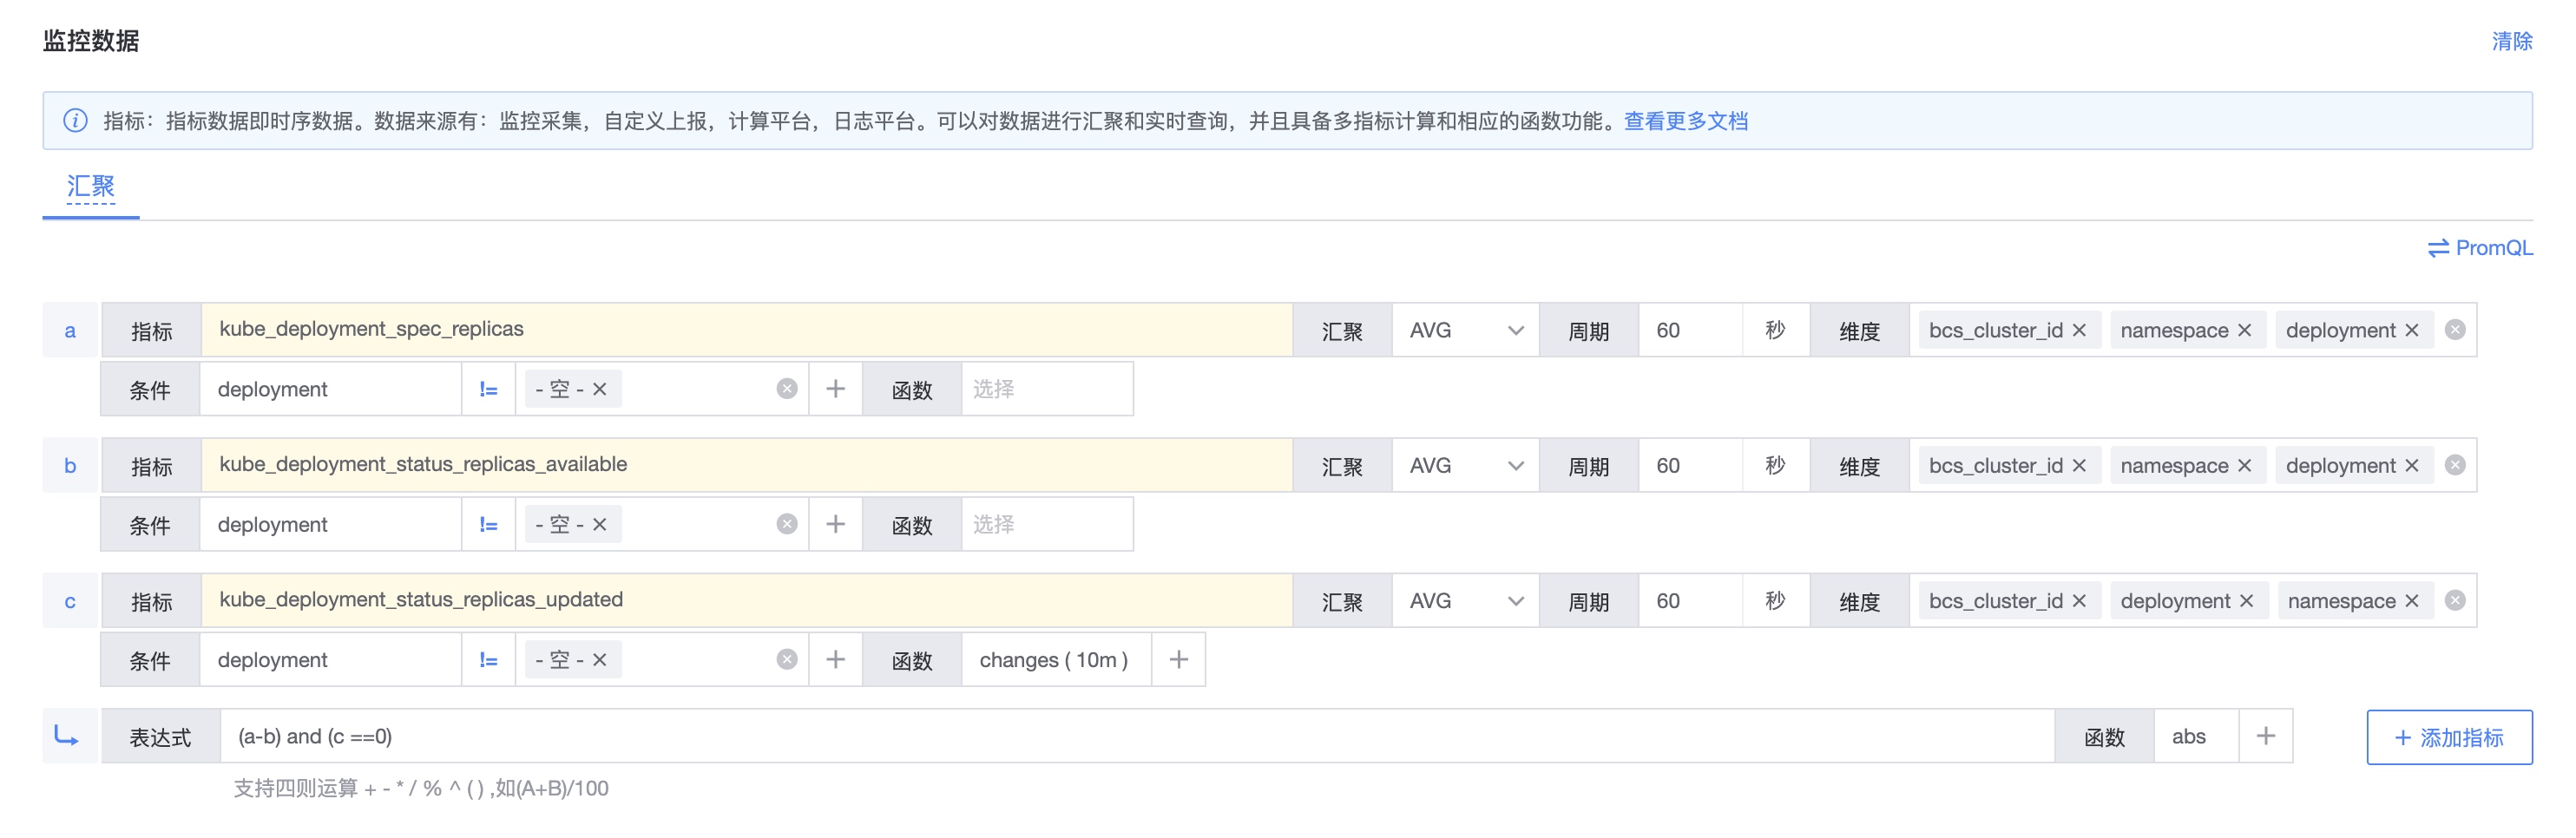 监控数据 清除
指标：指标数据即时序数据。数据来源有：监控采集，自定义上报，计算平台，日志平台。可以对数据进行汇聚和实时查询，并且具备多指标计算和相应的函数功能。查看更多文档
汇聚
PromQL
a 指标 kube_deployment_spec_replicas 汇聚 AVG 周期 60 秒 维度 bcs_cluster_id × namespace × deployment ×
条件 deployment != - 空 - × + 函数 选择
b 指标 kube_deployment_status_replicas_available 汇聚 AVG 周期 60 秒 维度 bcs_cluster_id × namespace × deployment ×
条件 deployment != - 空 - × + 函数 选择
c 指标 kube_deployment_status_replicas_updated 汇聚 AVG 周期 60 秒 维度 bcs_cluster_id × deployment × namespace ×
条件 deployment != - 空 - × + 函数 changes ( 10m ) +
表达式 (a-b) and (c ==0) 函数 abs + + 添加指标
支持四则运算 + - * / % ^ ( ) ,如(A+B)/100